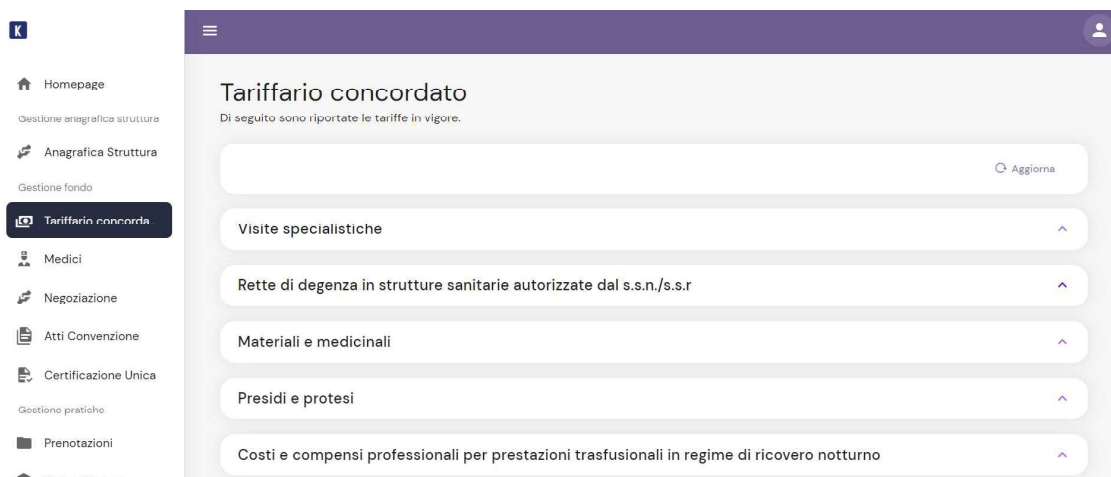 K
Homepage
Gestione anagrafica struttura
Anagrafica Struttura
Gestione fondo
Tariffario concorda...
Medici
Negoziazione
Atti Convenzione
Certificazione Unica
Gestione pratiche
Prenotazioni
Tariffario concordato
Di seguito sono riportate le tariffe in vigore.
Aggiorna
Visite specialistiche
Rette di degenza in strutture sanitarie autorizzate dal s.s.n./s.s.r
Materiali e medicinali
Presidi e protesi
Costi e compensi professionali per prestazioni trasfusionali in regime di ricovero notturno